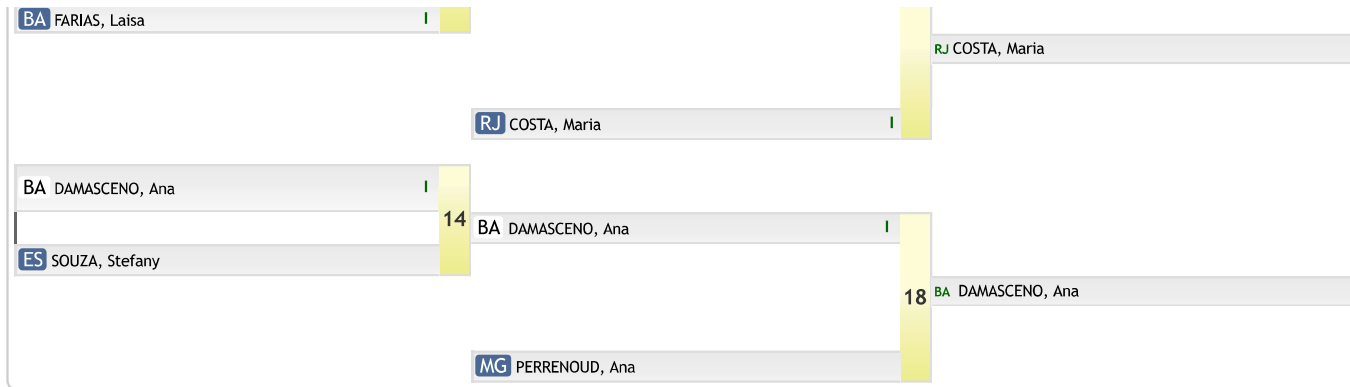 BA FARIAS, Laisa I
RJ COSTA, Maria
RJ COSTA, Maria I
BA DAMASCENO, Ana I
14
BA DAMASCENO, Ana I
ES SOUZA, Stefany
18
BA DAMASCENO, Ana
MG PERRENOUD, Ana